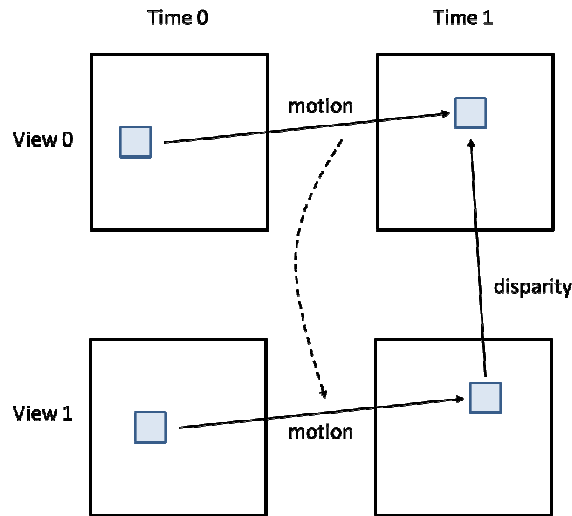 Time 0
Time 1
View 0
motion
disparity
View 1
motion